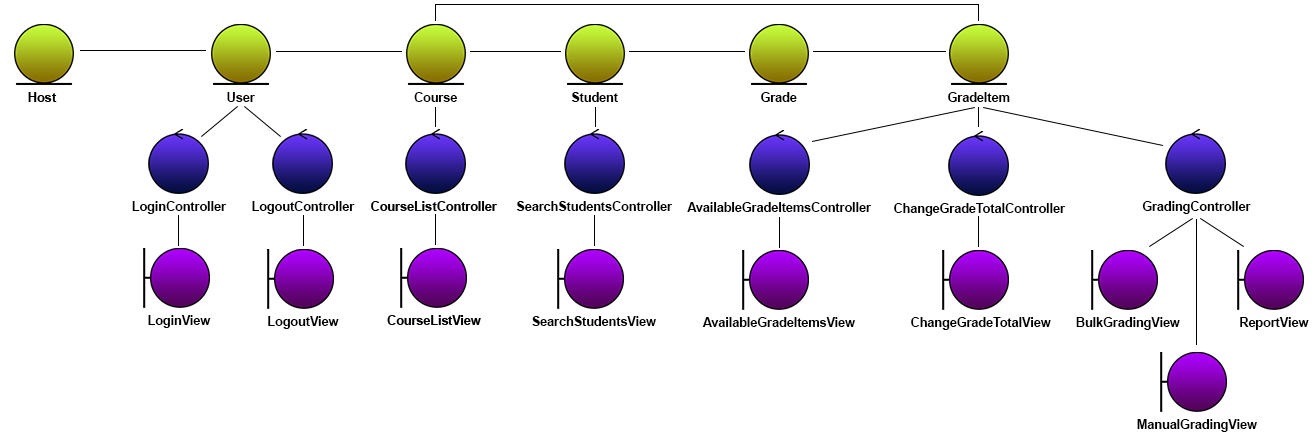 Host
User
Course
Student
Grade
GradeItem
LoginController
LogoutController
CourseListController
SearchStudentsController
AvailableGradeItemsController
ChangeGradeTotalController
GradingController
LoginView
LogoutView
CourseListView
SearchStudentsView
AvailableGradeItemsView
ChangeGradeTotalView
BulkGradingView
ReportView
ManualGradingView